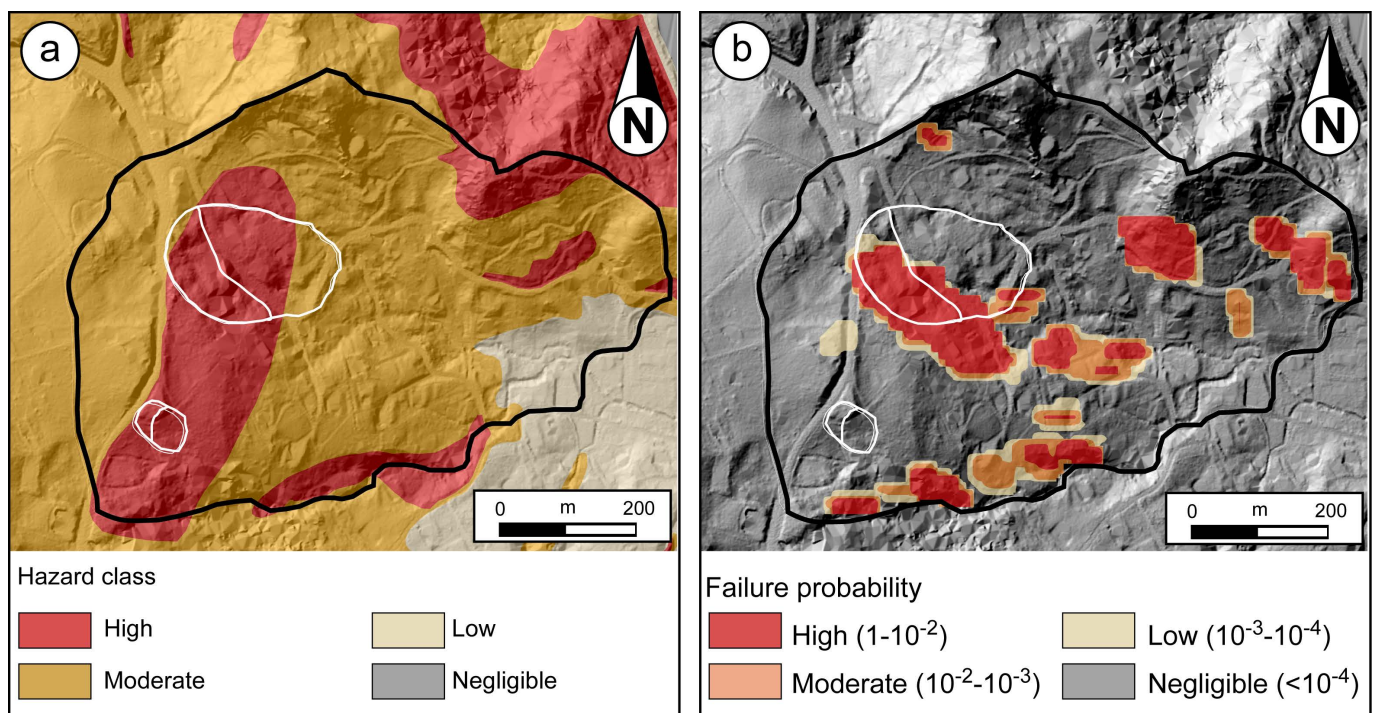 a
N
0 m 200
Hazard class
High
Low
Moderate
Negligible
b
N
0 m 200
Failure probability
High (1-10⁻²)
Low (10⁻³-10⁻⁴)
Moderate (10⁻²-10⁻³)
Negligible (<10⁻⁴)